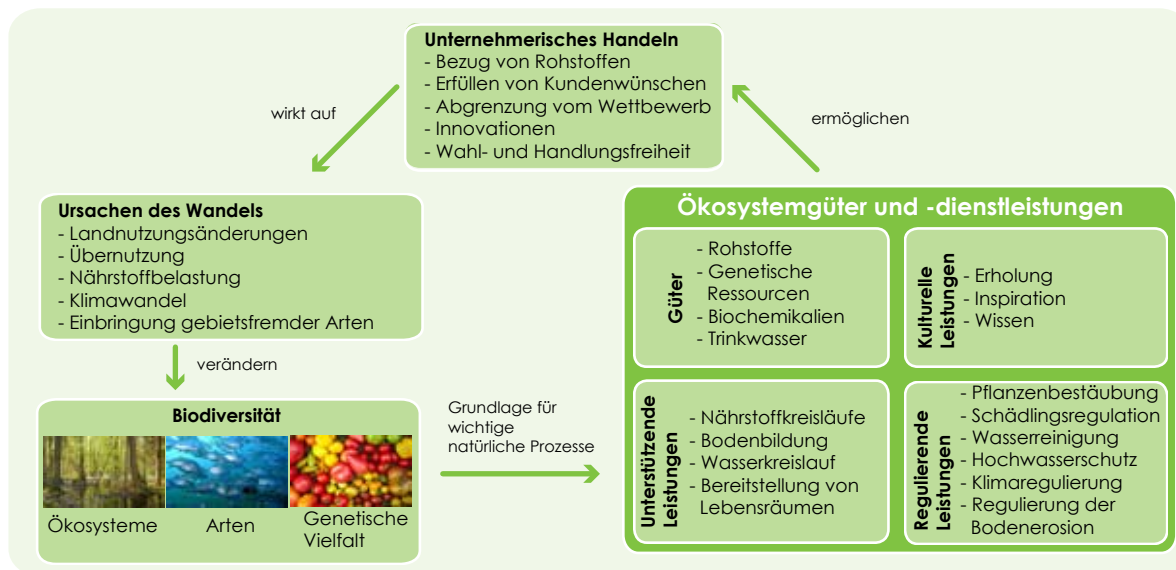 Unternehmerisches Handeln
- Bezug von Rohstoffen
- Erfüllen von Kundenwünschen
- Abgrenzung vom Wettbewerb
- Innovationen
- Wahl- und Handlungsfreiheit
wirkt auf
ermöglichen
Ursachen des Wandels
- Landnutzungsänderungen
- Übernutzung
- Nährstoffbelastung
- Klimawandel
- Einbringung gebietsfremder Arten
verändern
Biodiversität
Ökosysteme
Arten
Genetische
Vielfalt
Grundlage für
wichtige
natürliche Prozesse
Ökosystemgüter und -dienstleistungen
Güter
- Rohstoffe
- Genetische
Ressourcen
- Biochemikalien
- Trinkwasser
Kulturelle
Leistungen
- Erholung
- Inspiration
- Wissen
Unterstützende
Leistungen
- Nährstoffkreisläufe
- Bodenbildung
- Wasserkreislauf
- Bereitstellung von
Lebensräumen
Regulierende
Leistungen
- Pflanzenbestäubung
- Schädlingsregulation
- Wasserreinigung
- Hochwasserschutz
- Klimaregulierung
- Regulierung der
Bodenerosion